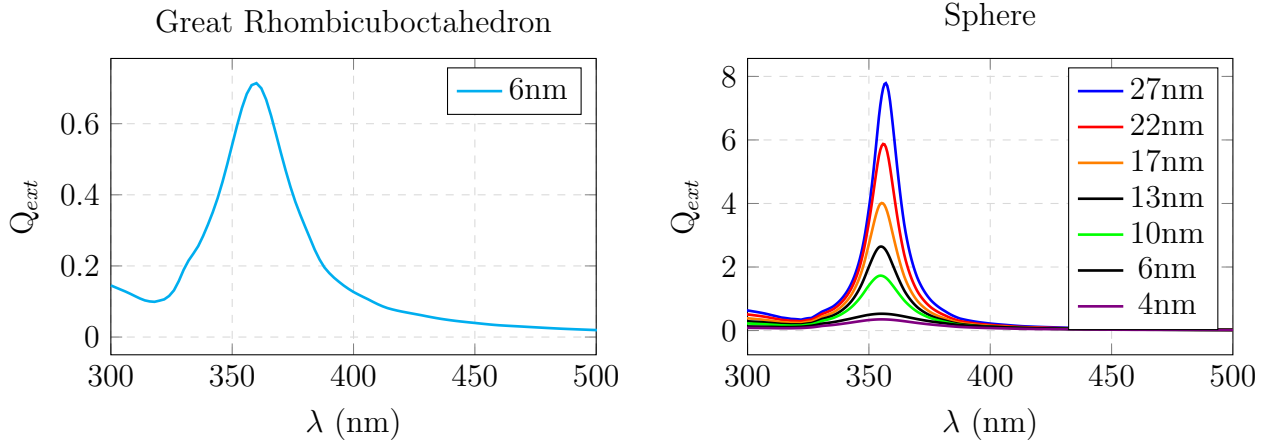 Great Rhombicuboctahedron
6nm
0.6
0.4
0.2
0
Q_ext
300
350
400
450
500
λ (nm)
Sphere
27nm
22nm
17nm
13nm
10nm
6nm
4nm
8
6
4
2
0
Q_ext
300
350
400
450
500
λ (nm)